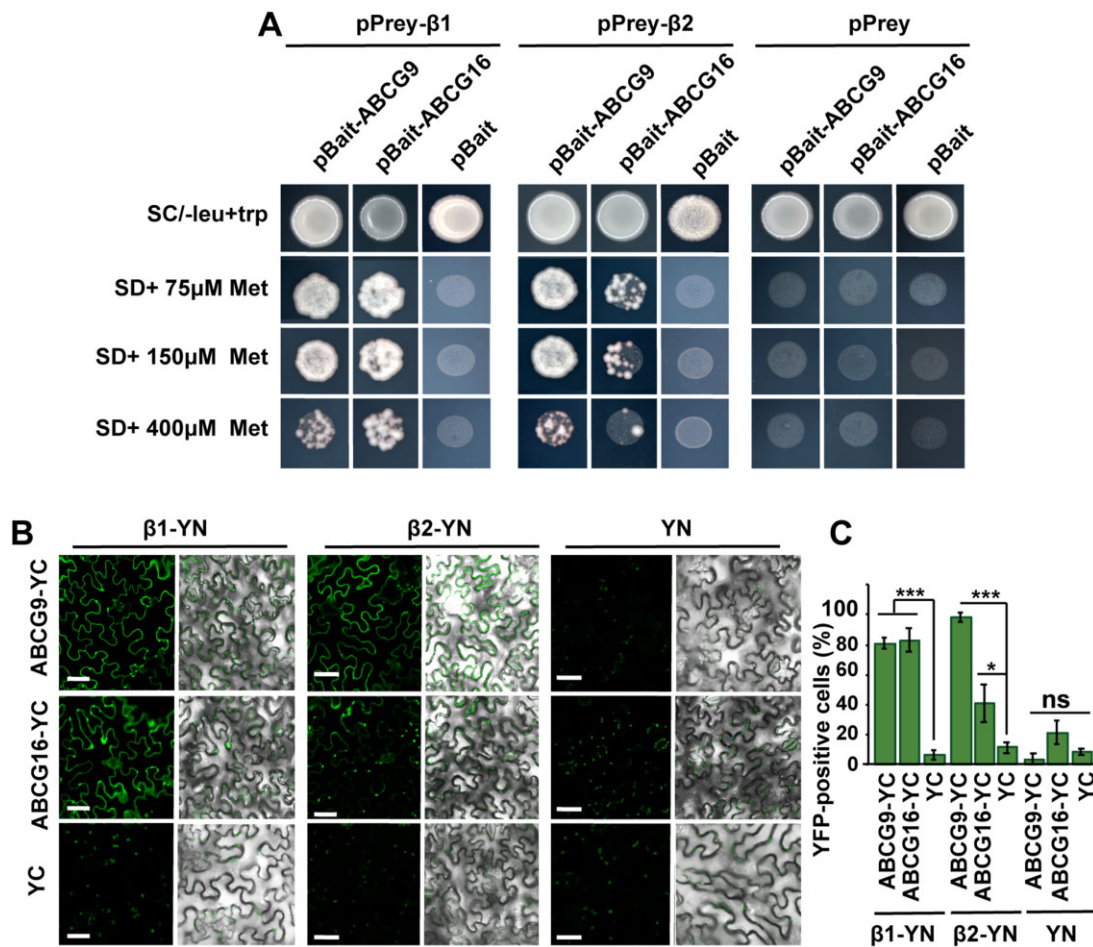 A
pPrey-β1 pPrey-β2 pPrey
pBait-ABCG9 pBait-ABCG16 pBait pBait-ABCG9 pBait-ABCG16 pBait pBait-ABCG9 pBait-ABCG16 pBait
SC/-leu+trp
SD+ 75µM Met
SD+ 150µM Met
SD+ 400µM Met
B
β1-YN β2-YN YN
ABCG9-YC
ABCG16-YC
YC
C
YFP-positive cells (%)
100
80
60
40
20
0
*** *** * ns
ABCG9-YC ABCG16-YC YC ABCG9-YC ABCG16-YC YC ABCG9-YC ABCG16-YC YC
β1-YN β2-YN YN